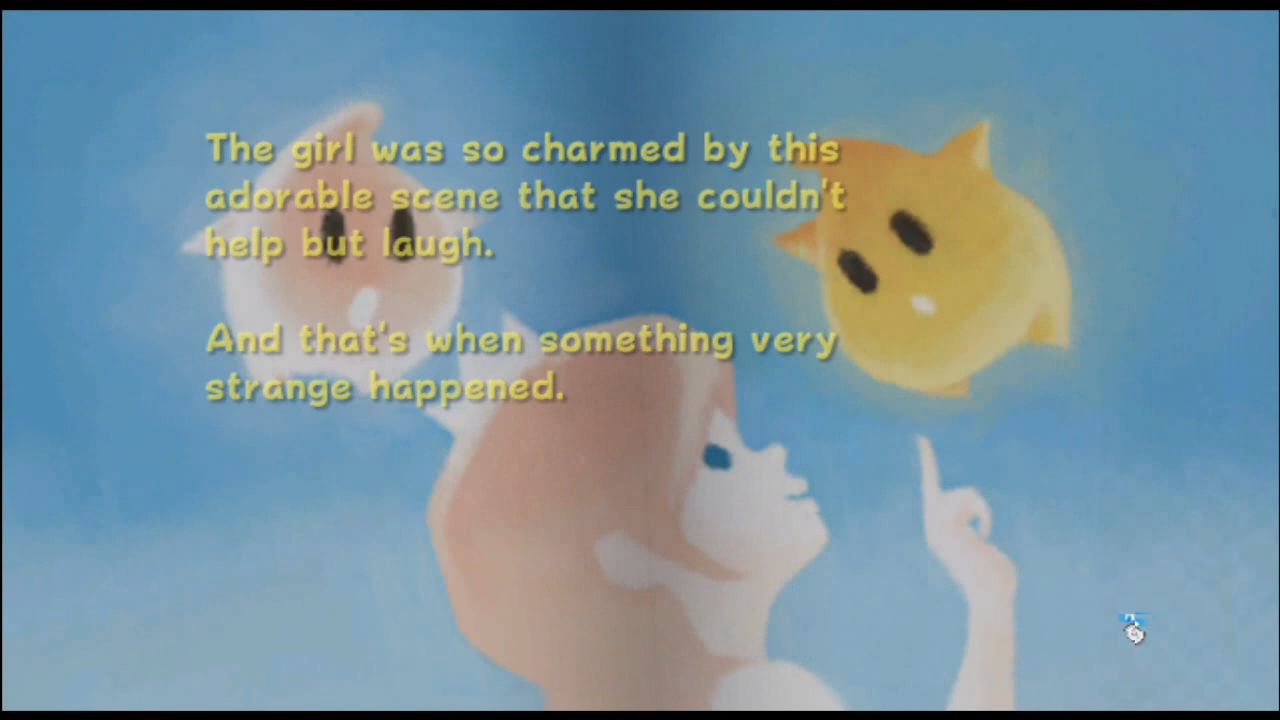 The girl was so charmed by this
adorable scene that she couldn't
help but laugh.
And that's when something very
strange happened.